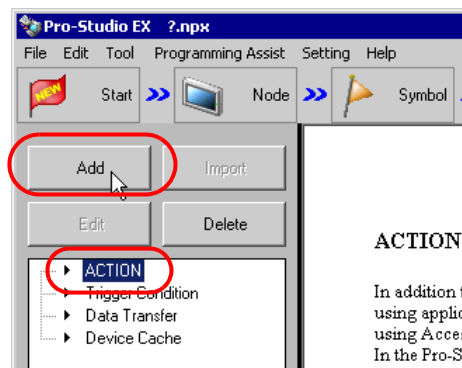 Pro-Studio EX ?.npx
File Edit Tool Programming Assist Setting Help
NEW Start Node Symbol
Add Import
Edit Delete
ACTION
Trigger Condition
Data Transfer
Device Cache
ACTION
In addition
using applic
using Acces
In the Pro-S